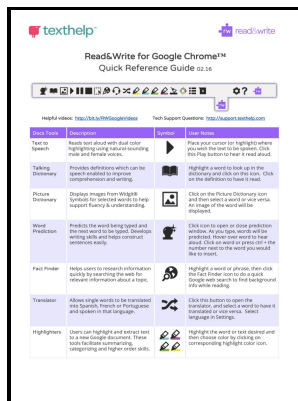 texthelp™
read&write
Read&Write for Google Chrome™
Quick Reference Guide 02.16
Helpful videos: http://bit.ly/RWGoogleVideos Tech Support Questions: http://support.texthelp.com
Docs Tools Description Symbol User Notes
Text to
Speech
Reads text aloud with dual color
highlighting using natural-sounding
male and female voices.
Place your cursor (or highlight) where
you wish the text to be spoken. Click
this Play button to hear it read aloud.
Talking
Dictionary
Provides definitions which can be
speech enabled to improve
comprehension and writing.
Highlight a word to look up in the
dictionary and click on this icon. Click
on the definition to have it read.
Picture
Dictionary
Displays images from Widgit®
Symbols for selected words to help
support fluency & understanding.
Click on the Picture Dictionary icon
and then select a word or vice versa.
An image of the word will be
displayed.
Word
Prediction
Predicts the word being typed and
the next word to be typed. Develops
writing skills and helps construct
sentences easily.
Click icon to open or close prediction
window. As you type, words will be
predicted. Hover over word to hear
aloud. Click on word or press ctrl + the
number next to the word you would
like to insert.
Fact Finder
Helps users to research information
quickly by searching the web for
relevant information about a topic.
Highlight a word or phrase, then click
the Fact Finder icon to do a quick
Google web search to find background
info while reading.
Translator
Allows single words to be translated
into Spanish, French or Portuguese
and spoken in that language.
Click this button to open the
translator, and select a word to have it
translated or vice versa. Select
language in Settings.
Highlighters
Users can highlight and extract text
to a new Google document. These
tools facilitate summarizing,
categorizing and higher order skills.
Highlight the word or text desired and
then choose color by clicking on
corresponding highlight color icon.